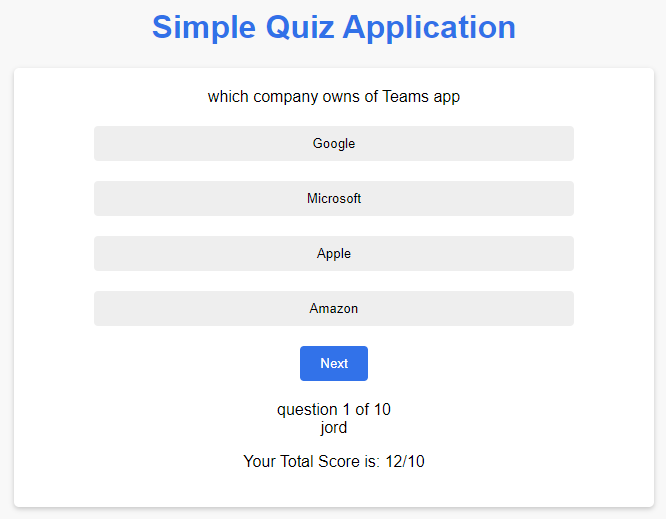 Simple Quiz Application
which company owns of Teams app
Google
Microsoft
Apple
Amazon
Next
question 1 of 10
jord
Your Total Score is: 12/10